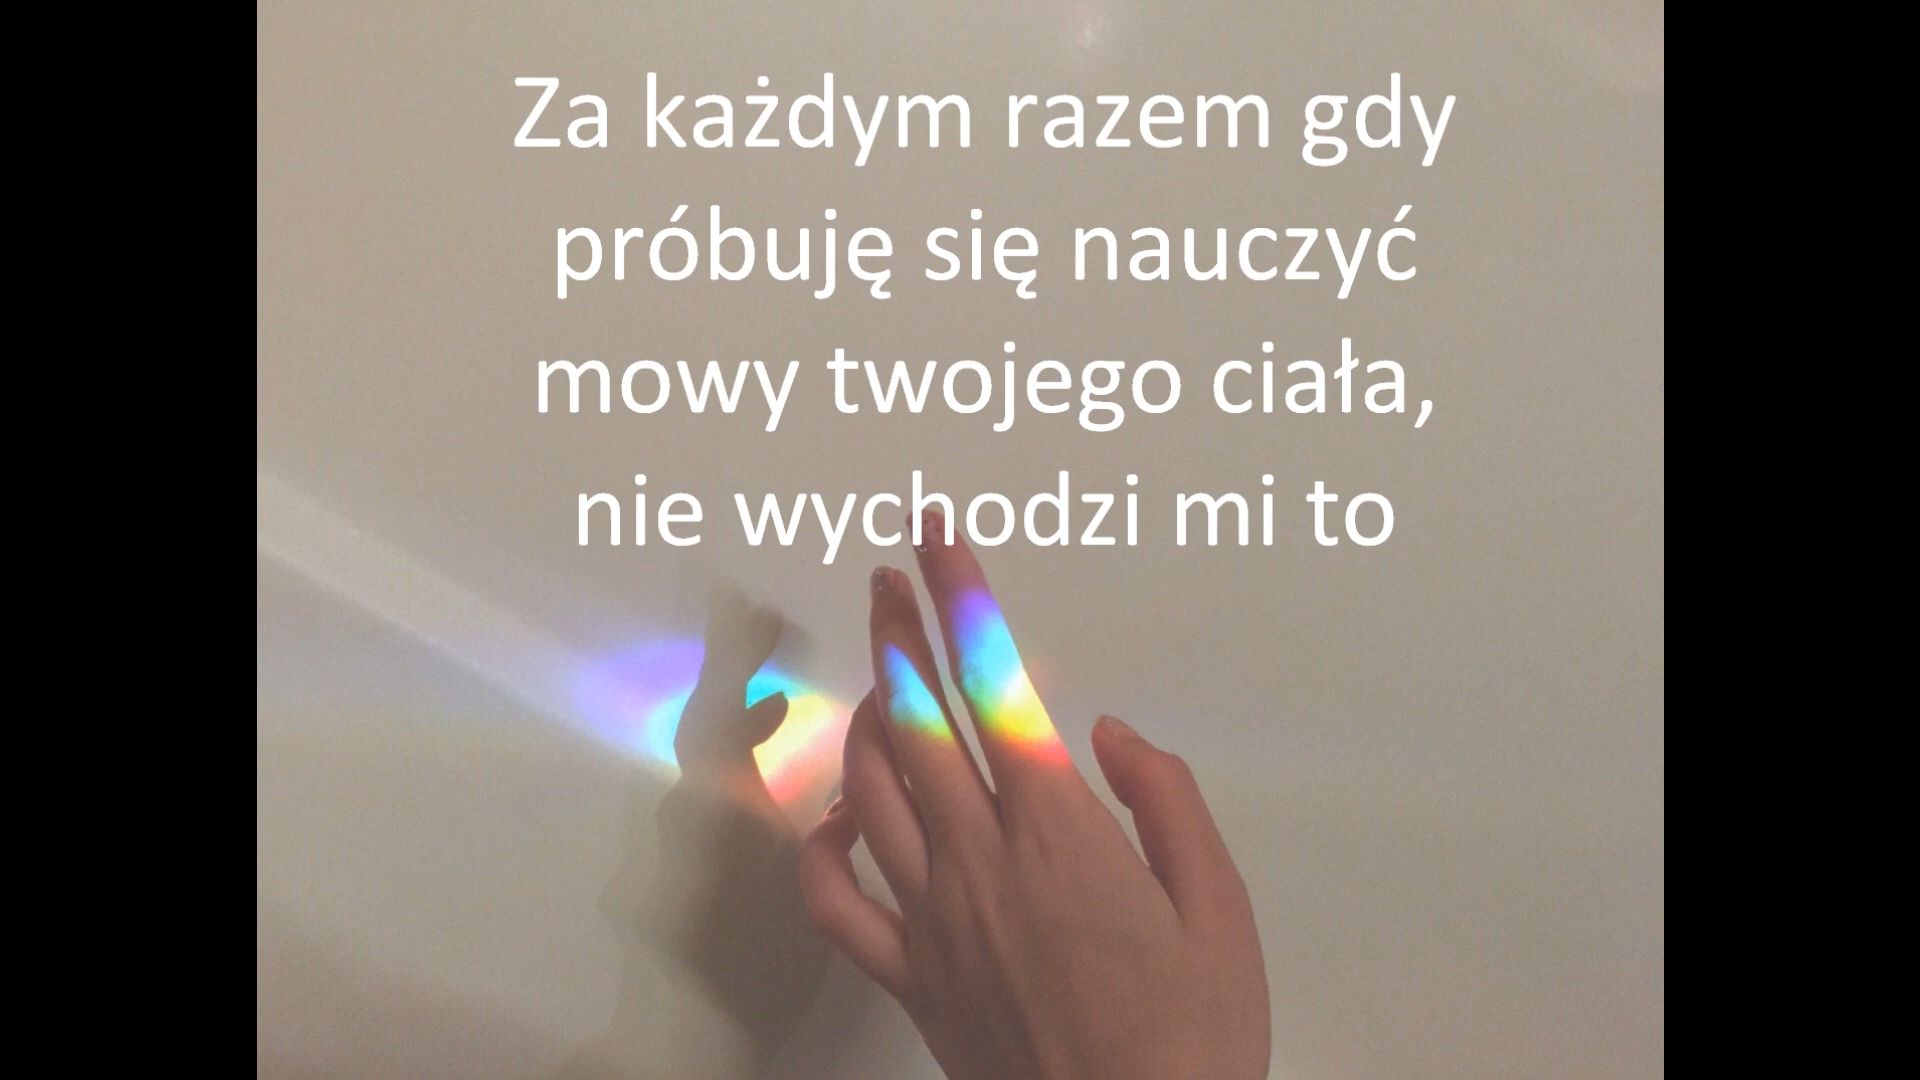 Za każdym razem gdy
próbuję się nauczyć
mowy twojego ciała,
nie wychodzi mi to